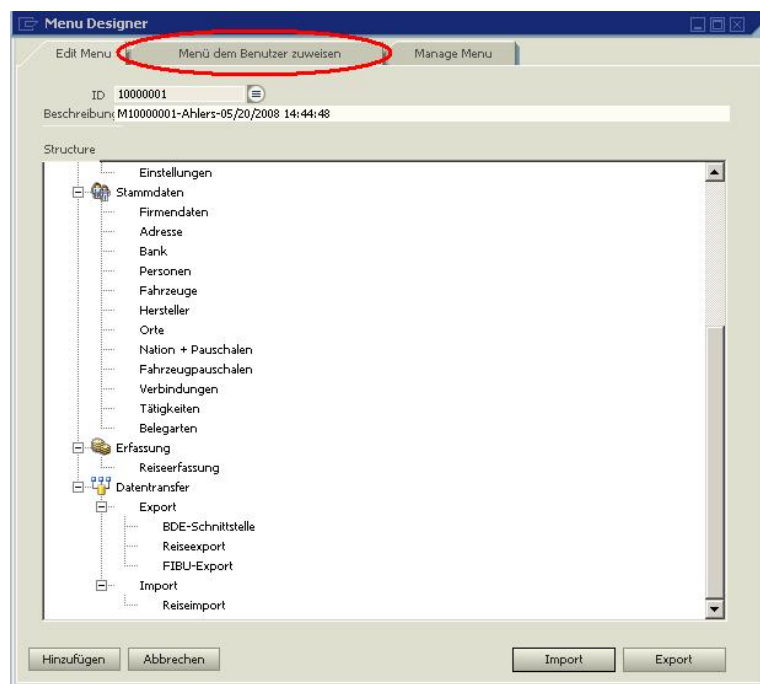 Menu Designer
Edit Menu Menü dem Benutzer zuweisen Manage Menu
ID 10000001
Beschreibung M10000001-Ahlers-05/20/2008 14:44:48
Structure
Einstellungen
Stammdaten
Firmendaten
Adresse
Bank
Personen
Fahrzeuge
Hersteller
Orte
Nation + Pauschalen
Fahrzeugpauschalen
Verbindungen
Tätigkeiten
Belegarten
Erfassung
Reiseerfassung
Datentransfer
Export
BDE-Schnittstelle
Reiseexport
FIBU-Export
Import
Reiseimport
Hinzufügen Abbrechen Import Export